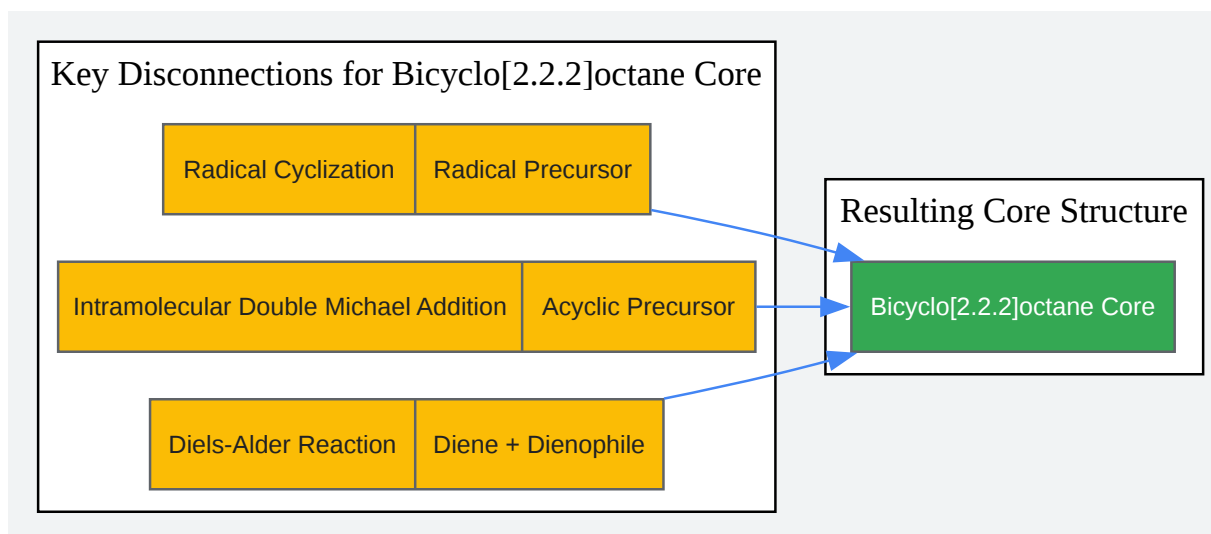 Key Disconnections for Bicyclo[2.2.2]octane Core
Radical Cyclization
Radical Precursor
Intramolecular Double Michael Addition
Acyclic Precursor
Diels-Alder Reaction
Diene + Dienophile
Resulting Core Structure
Bicyclo[2.2.2]octane Core